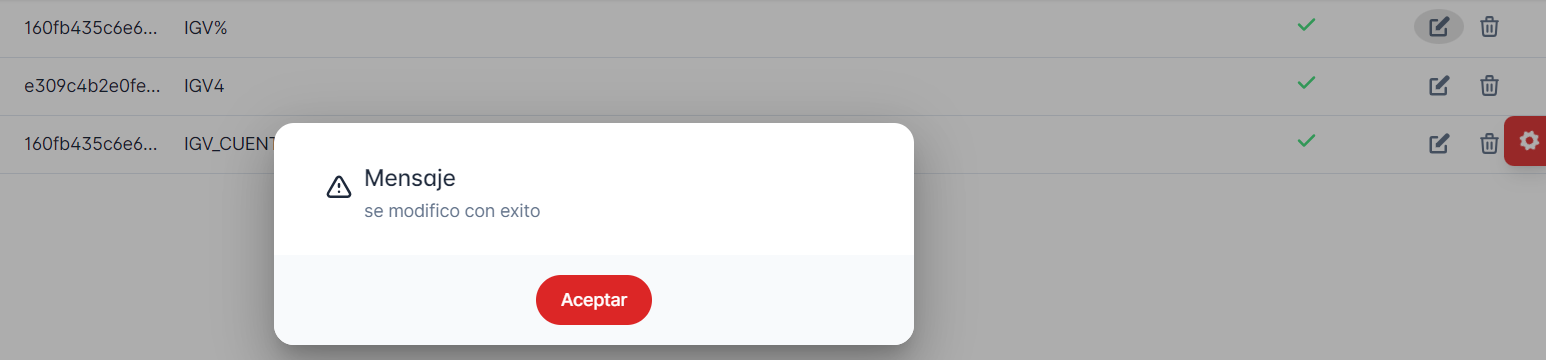 160fb435c6e6... IGV%
e309c4b2e0fe... IGV4
160fb435c6e6... IGV_CUENT
Mensaje
se modifico con exito
Aceptar